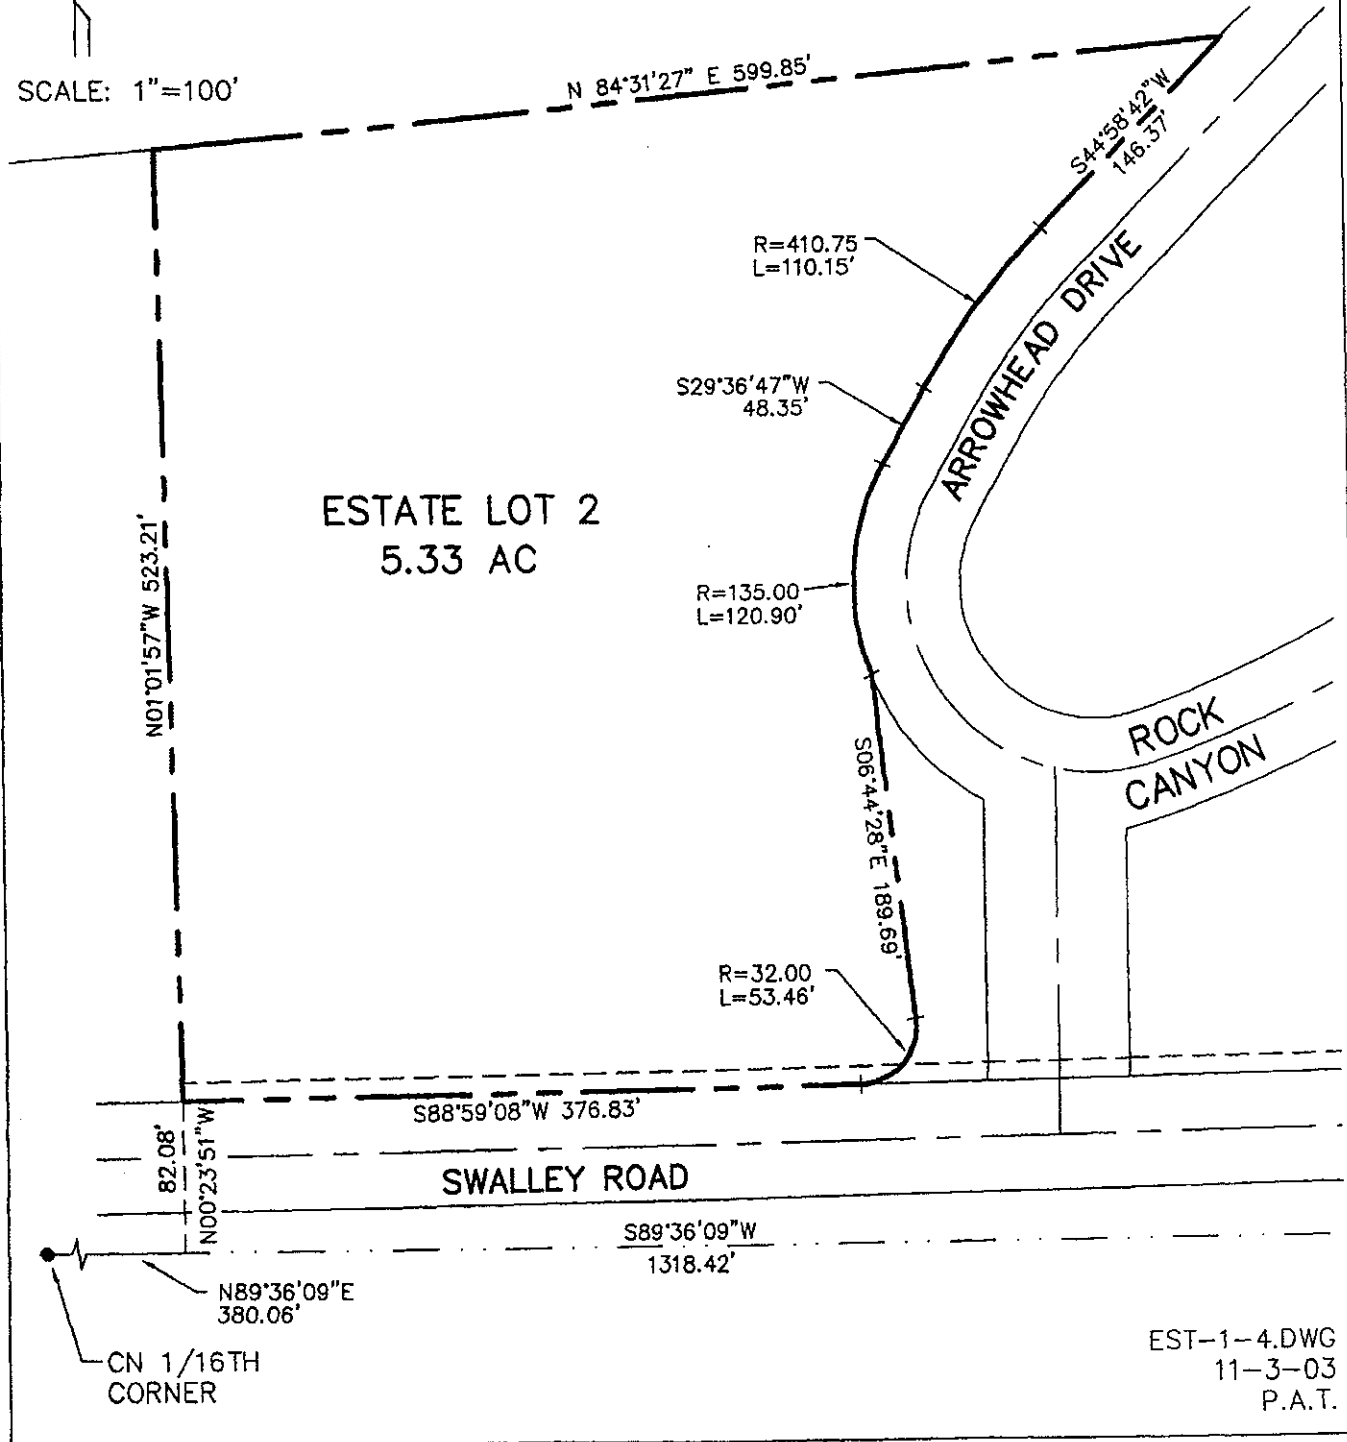 SCALE: 1"=100'
N 84°31'27" E 599.85'
S44°58'42"W
146.37'
R=410.75
L=110.15'
S29°36'47"W
48.35'
ARROWHEAD DRIVE
ESTATE LOT 2
5.33 AC
N01°01'57"W 523.21'
R=135.00
L=120.90'
ROCK
CANYON
S06°44'28"E 189.69'
R=32.00
L=53.46'
S88°59'08"W 376.83'
82.08'
N00°23'51"W
SWALLEY ROAD
S89°36'09"W
1318.42'
N89°36'09"E
380.06'
CN 1/16TH
CORNER
EST-1-4.DWG
11-3-03
P.A.T.